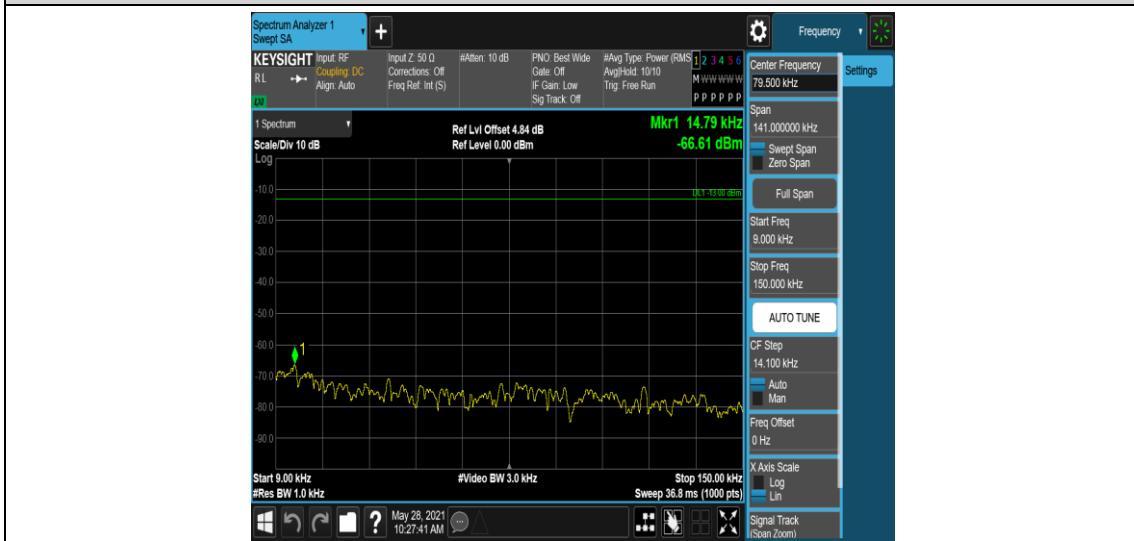 Spectrum Analyzer 1
Swept SA
+
Frequency
KEYSIGHT
RL
LXI
Input: RF
Coupling: DC
Align: Auto
Input Z: 50 Ω
Corrections: Off
Freq Ref: Int (S)
#Atten: 10 dB
PNO: Best Wide
Gate: Off
IF Gain: Low
Sig Track: Off
#Avg Type: Power (RMS
Avg|Hold: 10/10
Trig: Free Run
1 2 3 4 5 6
M W W W W W
P P P P P P
Center Frequency
79.500 kHz
Settings
1 Spectrum
Scale/Div 10 dB
Log
Ref Lvl Offset 4.84 dB
Ref Level 0.00 dBm
Mkr1 14.79 kHz
-66.61 dBm
Span
141.000000 kHz
Swept Span
Zero Span
Full Span
DL1 -13.00 dBm
-10.0
-20.0
-30.0
-40.0
-50.0
-60.0
-70.0
-80.0
-90.0
1
Start Freq
9.000 kHz
Stop Freq
150.000 kHz
AUTO TUNE
CF Step
14.100 kHz
Auto
Man
Freq Offset
0 Hz
X Axis Scale
Log
Lin
Signal Track
(Span Zoom)
Start 9.00 kHz
#Res BW 1.0 kHz
#Video BW 3.0 kHz
Stop 150.00 kHz
Sweep 36.8 ms (1000 pts)
?
May 28, 2021
10:27:41 AM